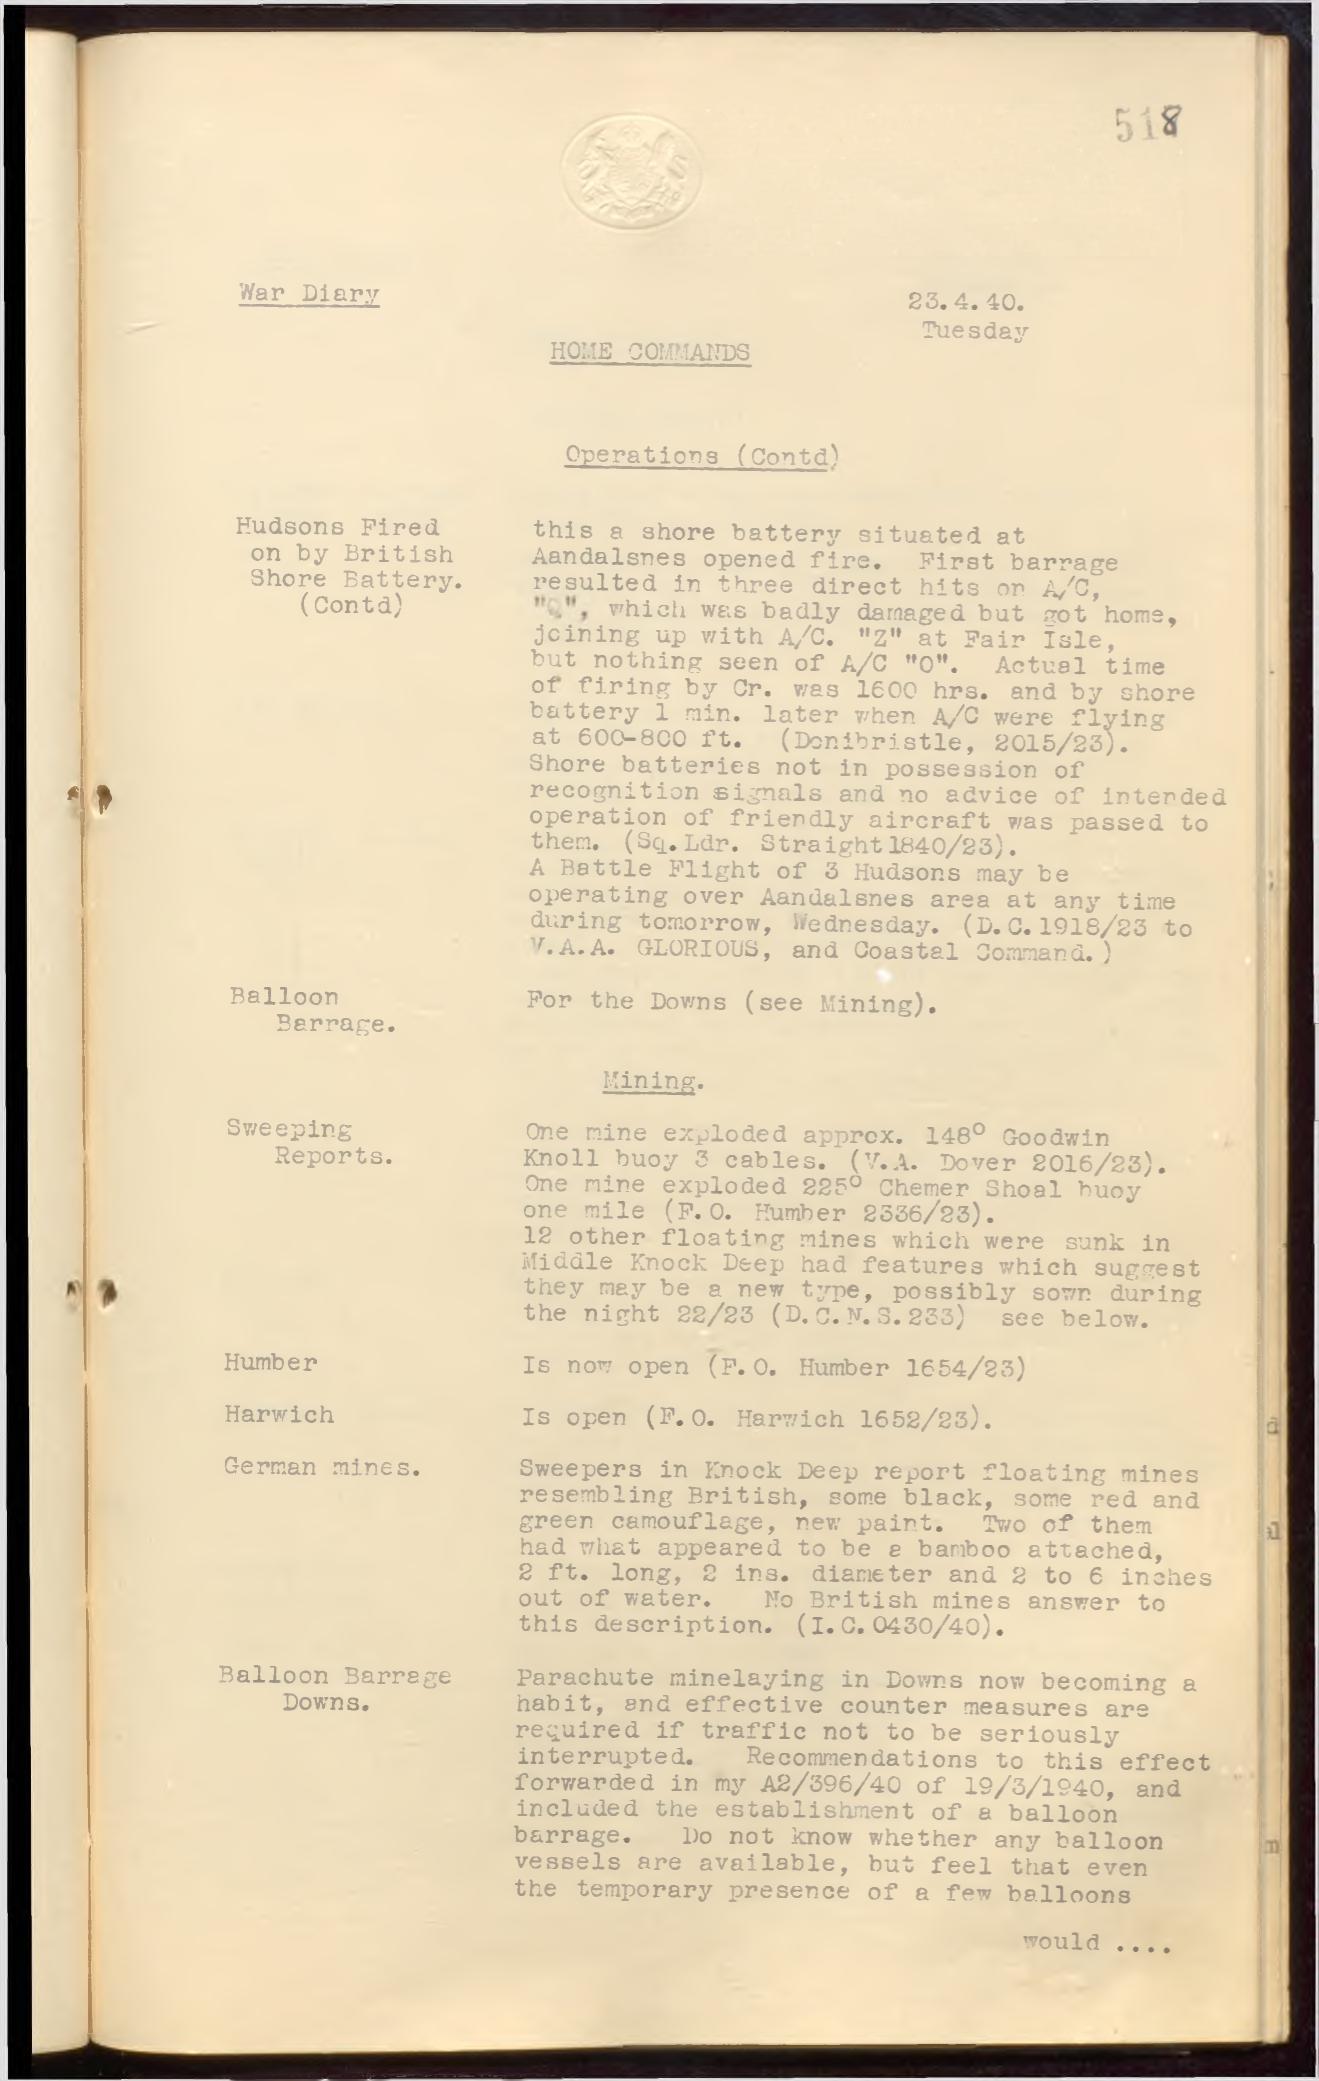 518
War Diary
23.4.40.
Tuesday
HOME COMMANDS
Operations (Contd)
Hudsons Fired
on by British
Shore Battery.
(Contd)
this a shore battery situated at
Aandalsnes opened fire. First barrage
resulted in three direct hits on A/C,
which was badly damaged but got home,
joining up with A/C. "Z" at Fair Isle,
but nothing seen of A/C "O". Actual time
of firing by Cr. was 1600 hrs. and by shore
battery 1 min. later when A/C were flying
at 600-800 ft. (Donibristle, 2015/23).
Shore batteries not in possession of
recognition signals and no advice of intended
operation of friendly aircraft was passed to
them. (Sq.Ldr. Straight 1840/23).
A Battle Flight of 3 Hudsons may be
operating over Aandalsnes area at any time
during tomorrow, Wednesday. (D.C.1918/23 to
V.A.A. GLORIOUS, and Coastal Command.)
Balloon
Barrage.
For the Downs (see Mining).
Mining.
Sweeping
Reports.
One mine exploded approx. 148° Goodwin
Knoll buoy 3 cables. (V.A. Dover 2016/23).
One mine exploded 225° Chemer Shoal buoy
one mile (F.O. Humber 2336/23).
12 other floating mines which were sunk in
Middle Knock Deep had features which suggest
they may be a new type, possibly sown during
the night 22/23 (D.C.N.S.233) see below.
Humber
Is now open (F.O. Humber 1654/23)
Harwich
Is open (F.O. Harwich 1652/23).
German mines.
Sweepers in Knock Deep report floating mines
resembling British, some black, some red and
green camouflage, new paint. Two of them
had what appeared to be a bamboo attached,
2 ft. long, 2 ins. diameter and 2 to 6 inches
out of water. No British mines answer to
this description. (I.C.0430/40).
Balloon Barrage
Downs.
Parachute minelaying in Downs now becoming a
habit, and effective counter measures are
required if traffic not to be seriously
interrupted. Recommendations to this effect
forwarded in my A2/396/40 of 19/3/1940, and
included the establishment of a balloon
barrage. Do not know whether any balloon
vessels are available, but feel that even
the temporary presence of a few balloons
would ....